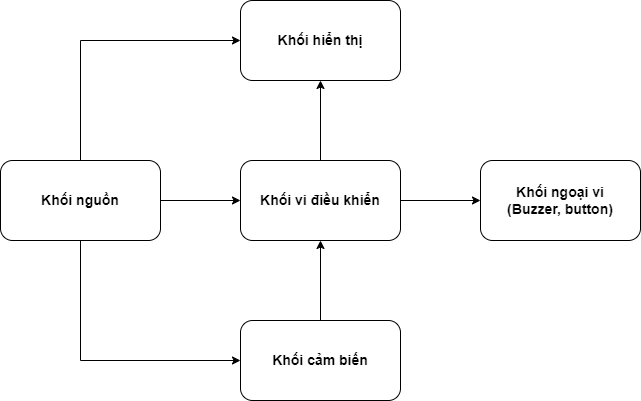 Khối hiển thị
Khối nguồn
Khối vi điều khiển
Khối ngoại vi
(Buzzer, button)
Khối cảm biến